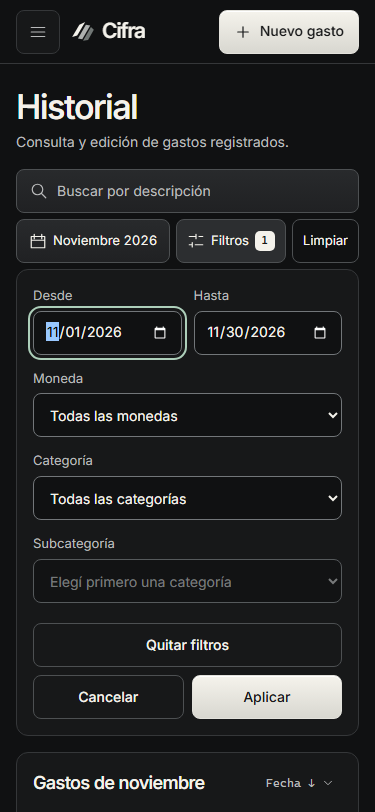 Cifra
Nuevo gasto
Historial
Consulta y edición de gastos registrados.
Buscar por descripción
Noviembre 2026
Filtros 1
Limpiar
Desde
Hasta
11/01/2026
11/30/2026
Moneda
Todas las monedas
Categoría
Todas las categorías
Subcategoría
Elegí primero una categoría
Quitar filtros
Cancelar
Aplicar
Gastos de noviembre
Fecha ↓